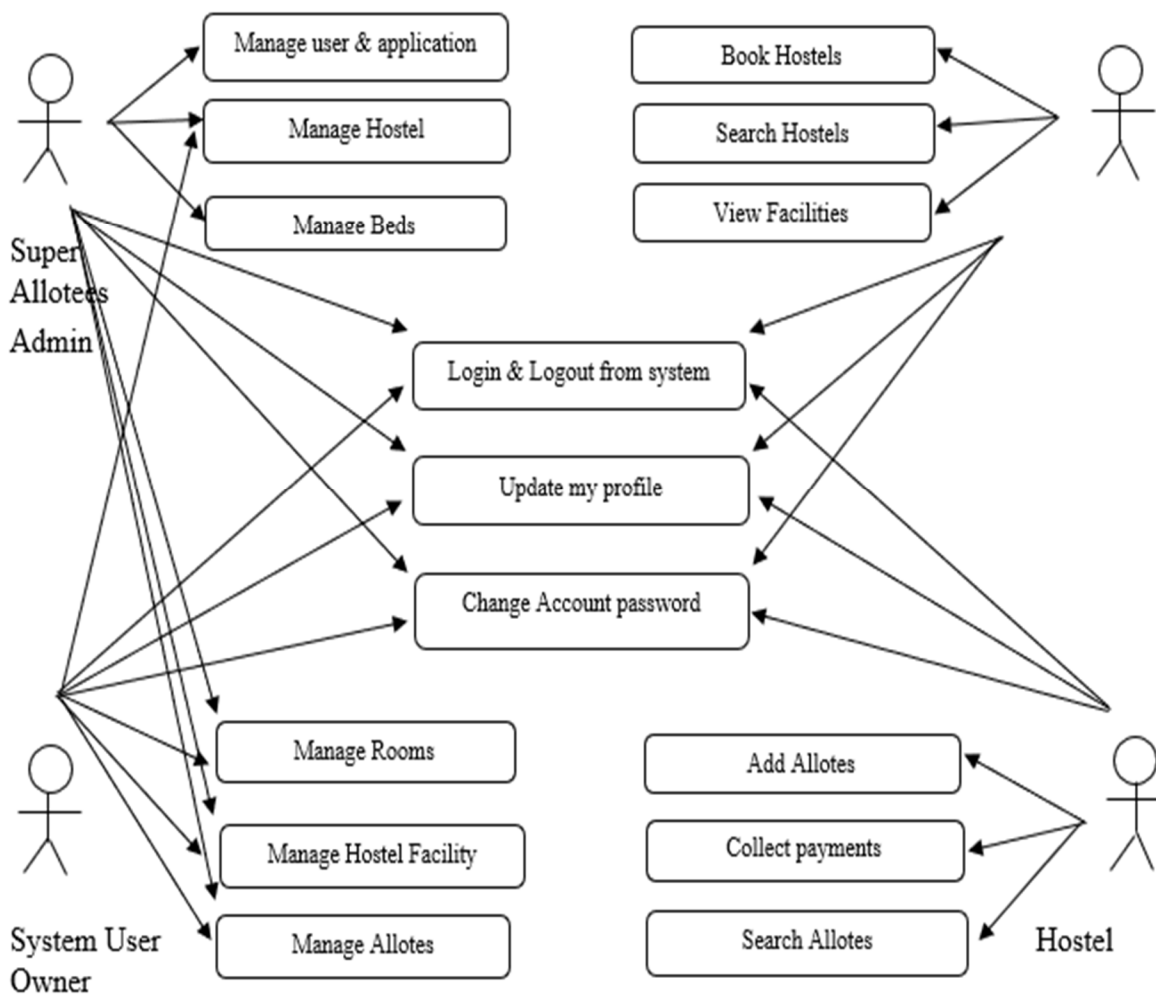 Manage user & application
Book Hostels
Manage Hostel
Search Hostels
View Facilities
Manage Beds
Super
Allotees
Admin
Login & Logout from system
Update my profile
Change Account password
Manage Rooms
Add Allotes
Manage Hostel Facility
Collect payments
Manage Allotes
Search Allotes
System User
Owner
Hostel